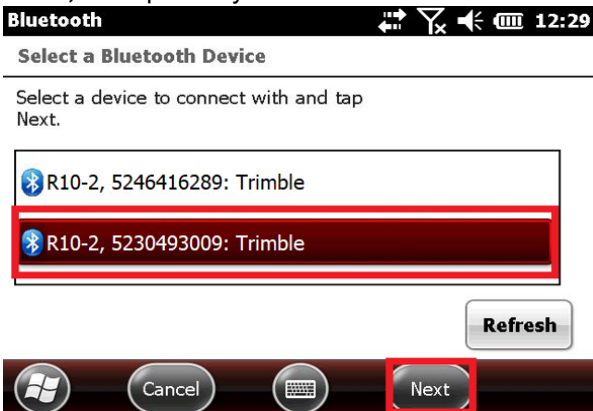 Bluetooth 12:29
Select a Bluetooth Device
Select a device to connect with and tap
Next.
R10-2, 5246416289: Trimble
R10-2, 5230493009: Trimble
Refresh
Cancel Next